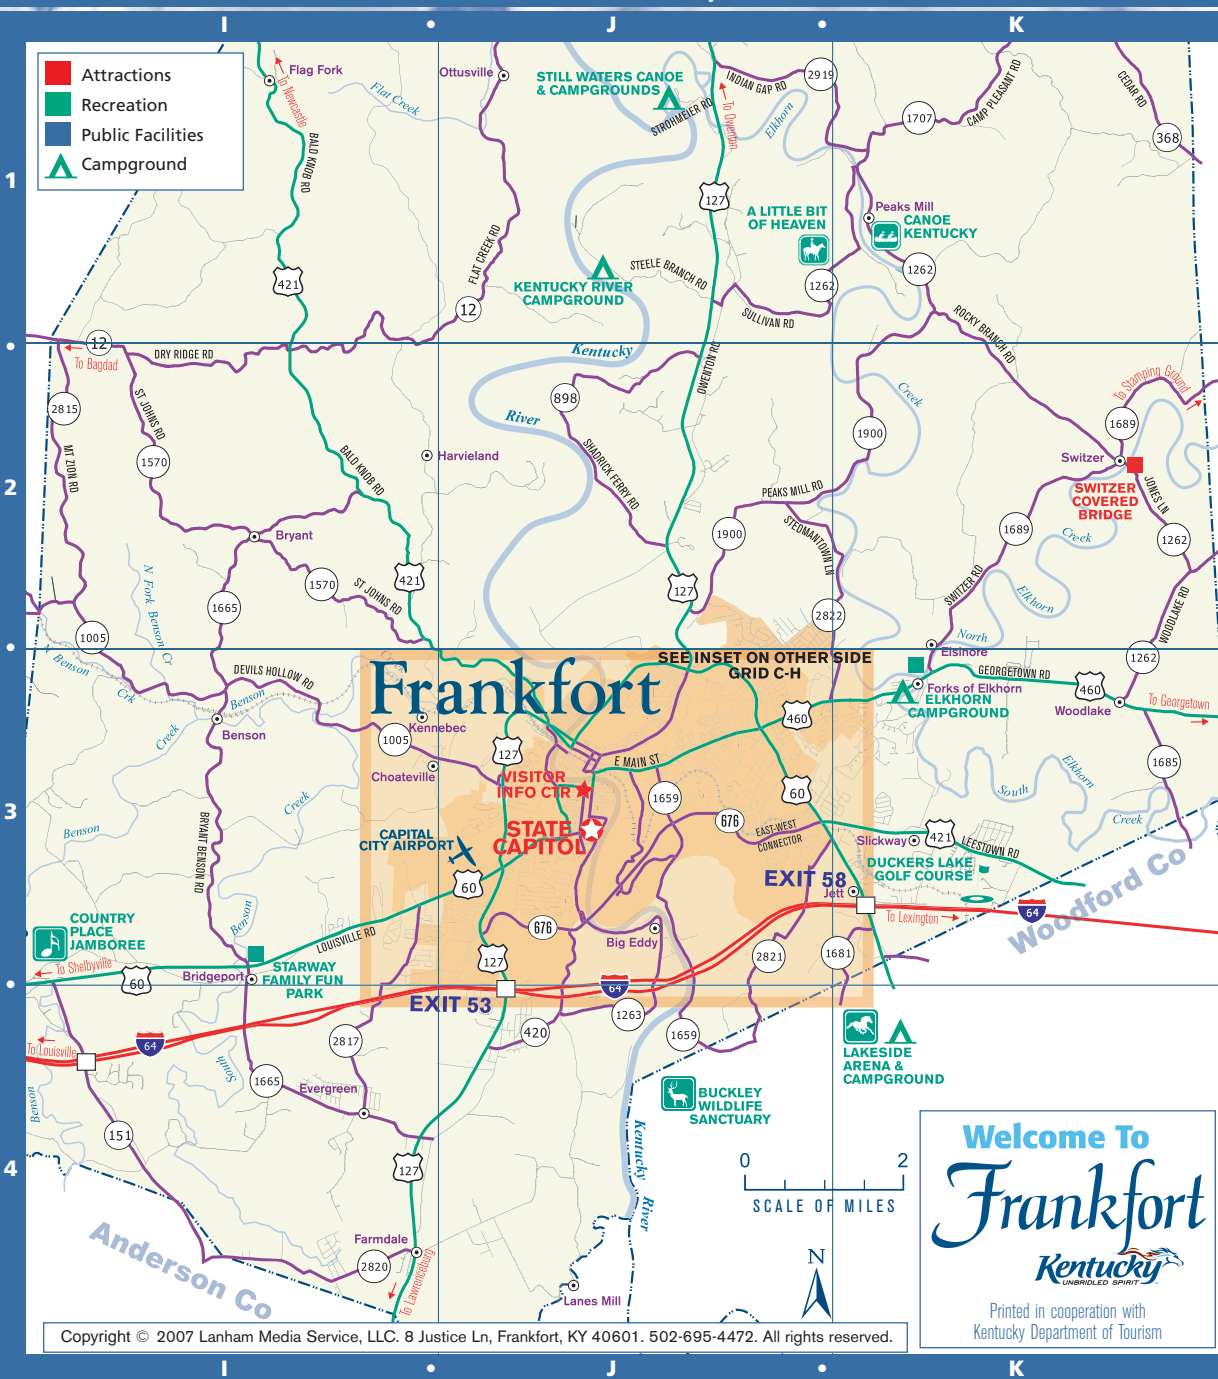 I • J • K
Attractions
Recreation
Public Facilities
Campground
Flag Fork
To Newcastle
BALD KNOB RD
Flat Creek
Ottusville
STILL WATERS CANOE
& CAMPGROUNDS
STROHMEIER RD
INDIAN GAP RD
2919
To Owenton
Elkhorn
1707
CAMP PLEASANT RD
CEDAR RD
368
1
127
A LITTLE BIT
OF HEAVEN
Peaks Mill
CANOE
KENTUCKY
FLAT CREEK RD
421
STEELE BRANCH RD
KENTUCKY RIVER
CAMPGROUND
1262
1262
12
SULLIVAN RD
ROCKY BRANCH RD
12
To Bagdad
DRY RIDGE RD
Kentucky
OWENTON RD
To Stamping Ground
2815
ST JOHNS RD
898
River
Creek
1689
1900
MT ZION RD
1570
BALD KNOB RD
Harvieland
SHADRICK FERRY RD
Switzer
2
PEAKS MILL RD
SWITZER
COVERED
BRIDGE
JONES LN
Bryant
1900
STEDMANTOWN LN
1689
Creek
1262
N Fork Benson Cr
1570
ST JOHNS RD
421
127
SWITZER RD
Elkhorn
WOODLAKE RD
1665
2822
1005
N Benson
Crk
North
Elsinore
1262
DEVILS HOLLOW RD
Creek
SEE INSET ON OTHER SIDE
GRID C-H
Frankfort
GEORGETOWN RD
460
To Georgetown
Forks of Elkhorn
ELKHORN
CAMPGROUND
Woodlake
Benson
Benson
Creek
Kennebec
1005
127
460
Choateville
E MAIN ST
VISITOR
INFO CTR
1659
60
South
Elkhorn
Creek
1685
3
Benson
Creek
BRYANT BENSON RD
CAPITAL
CITY AIRPORT
STATE
CAPITOL
676
EAST-WEST
CONNECTOR
Slickway
421
LEESTOWN RD
DUCKERS LAKE
GOLF COURSE
60
EXIT 58
Jett
Woodford Co
To Lexington
64
Benson
COUNTRY
PLACE
JAMBOREE
LOUISVILLE RD
676
Big Eddy
To Shelbyville
60
Bridgeport
STARWAY
FAMILY FUN
PARK
127
2821
1681
EXIT 53
64
1263
420
1659
2817
To Louisville
64
South
Benson
1665
Evergreen
LAKESIDE
ARENA &
CAMPGROUND
BUCKLEY
WILDLIFE
SANCTUARY
151
4
127
Kentucky
River
0 2
SCALE OF MILES
Anderson Co
Farmdale
2820
To Lawrenceburg
Lanes Mill
N
Welcome To
Frankfort
Kentucky
UNBRIDLED SPIRIT
Printed in cooperation with
Kentucky Department of Tourism
Copyright © 2007 Lanham Media Service, LLC. 8 Justice Ln, Frankfort, KY 40601. 502-695-4472. All rights reserved.
I • J • K